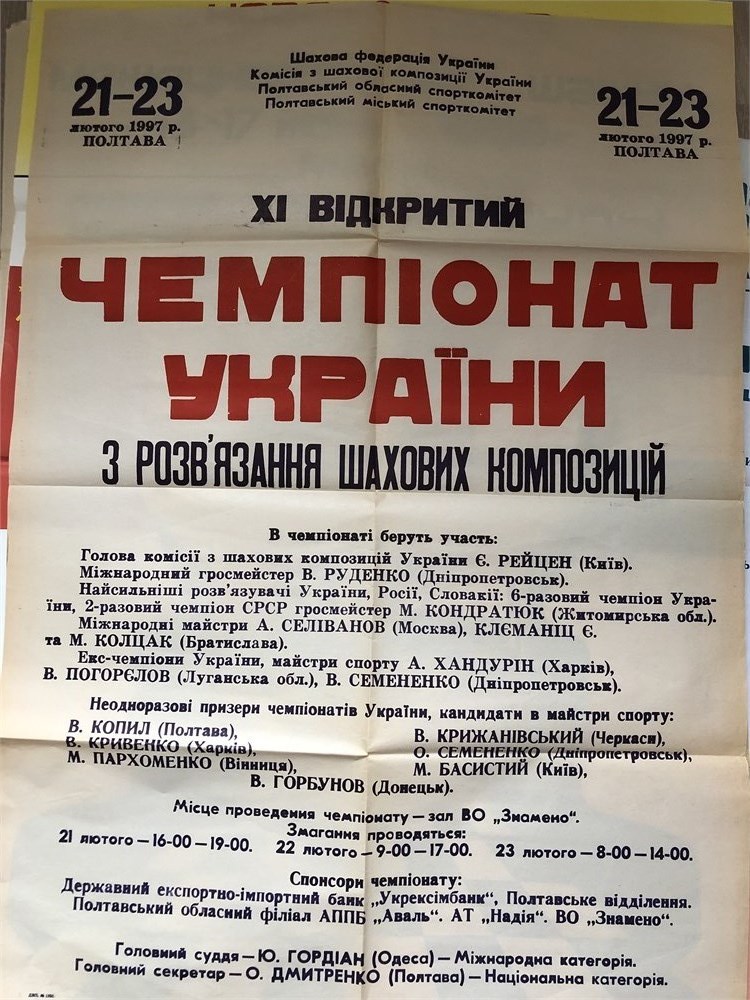 Шахова федерація України
Комісія з шахової композиції України
Полтавський обласний спорткомітет
Полтавський міський спорткомітет
21–23
лютого 1997 р.
ПОЛТАВА
21–23
лютого 1997 р.
ПОЛТАВА
XI ВІДКРИТИЙ
ЧЕМПІОНАТ
УКРАЇНИ
З РОЗВ'ЯЗАННЯ ШАХОВИХ КОМПОЗИЦІЙ
В чемпіонаті беруть участь:
Голова комісії з шахових композицій України Є. РЕЙЦЕН (Київ).
Міжнародний гросмейстер В. РУДЕНКО (Дніпропетровськ).
Найсильніші розв'язувачі України, Росії, Словакії: 6-разовий чемпіон Укра-
їни, 2-разовий чемпіон СРСР гросмейстер М. КОНДРАТЮК (Житомирська обл.).
Міжнародні майстри А. СЕЛІВАНОВ (Москва), КЛЄМАНІЦ Є.
та М. КОЛЦАК (Братислава).
Екс-чемпіони України, майстри спорту А. ХАНДУРІН (Харків),
В. ПОГОРЄЛОВ (Луганська обл.), В. СЕМЕНЕНКО (Дніпропетровськ).
Неодноразові призери чемпіонатів України, кандидати в майстри спорту:
В. КОПИЛ (Полтава),
В. КРИВЕНКО (Харків),
М. ПАРХОМЕНКО (Вінниця),
В. КРИЖАНІВСЬКИЙ (Черкаси),
О. СЕМЕНЕНКО (Дніпропетровськ),
М. БАСИСТИЙ (Київ),
В. ГОРБУНОВ (Донецьк).
Місце проведення чемпіонату — зал ВО „Знамено".
Змагання проводяться:
21 лютого — 16-00 — 19-00. 22 лютого — 9-00 — 17-00. 23 лютого — 8-00 — 14-00.
Спонсори чемпіонату:
Державний експортно-імпортний банк „Укрексімбанк", Полтавське відділення.
Полтавський обласний філіал АППБ „Аваль". АТ „Надія". ВО „Знамено".
Головний суддя — Ю. ГОРДІАН (Одеса) — Міжнародна категорія.
Головний секретар — О. ДМИТРЕНКО (Полтава) — Національна категорія.